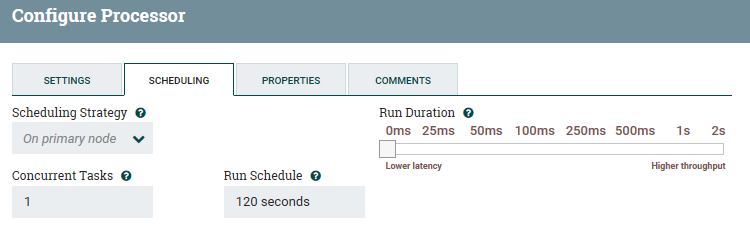 Configure Processor
SETTINGS SCHEDULING PROPERTIES COMMENTS
Scheduling Strategy ? Run Duration ?
On primary node
0ms 25ms 50ms 100ms 250ms 500ms 1s 2s
Lower latency Higher throughput
Concurrent Tasks ? Run Schedule ?
1 120 seconds